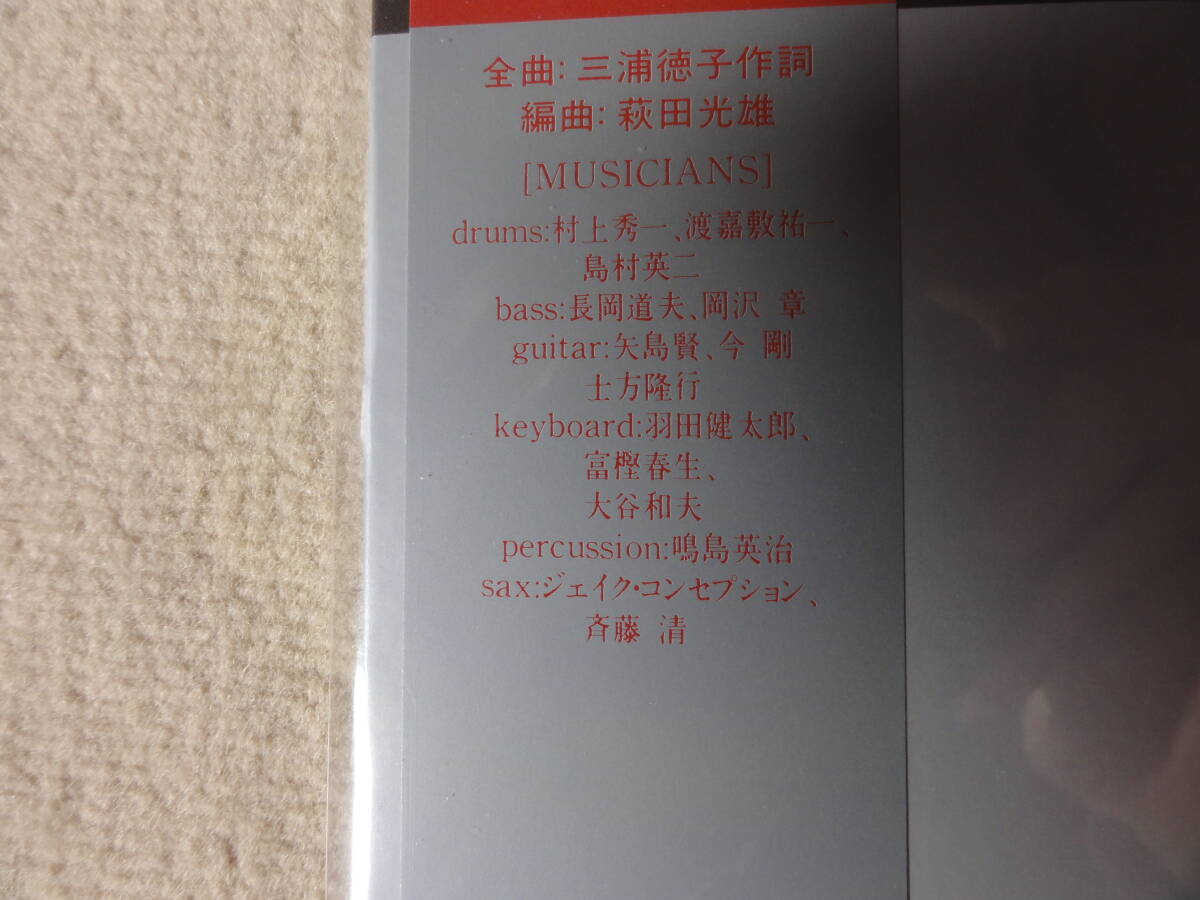 全曲:三浦徳子作詞
編曲:萩田光雄
[MUSICIANS]
drums:村上秀一、渡嘉敷祐一、
島村英二
bass:長岡道夫、岡沢 章
guitar:矢島賢、今 剛
土方隆行
keyboard:羽田健太郎、
富樫春生、
大谷和夫
percussion:鳴島英治
sax:ジェイク・コンセプション、
斉藤 清